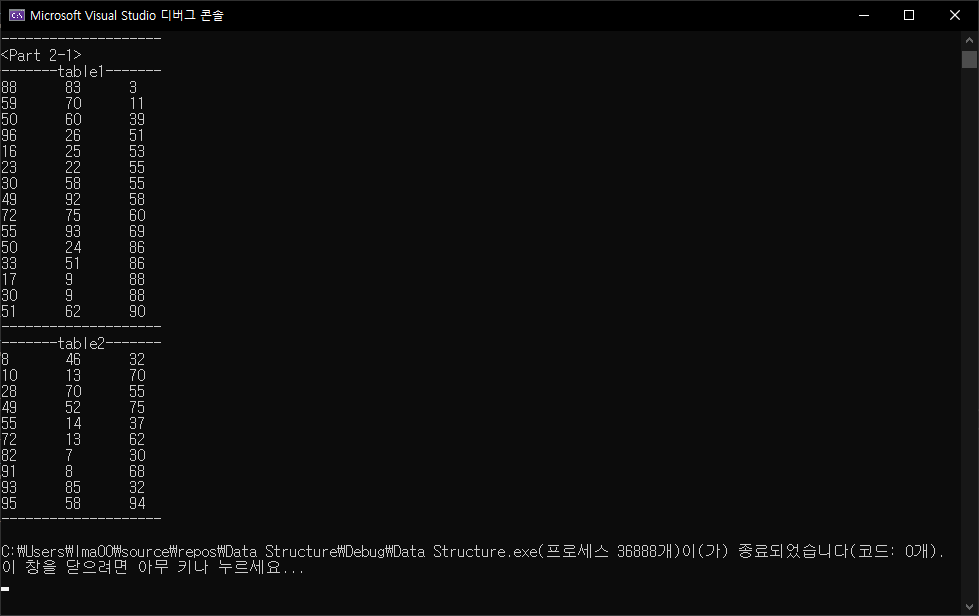 Microsoft Visual Studio 디버그 콘솔
--------------------
<Part 2-1>
-------table1-------
88 83 3
59 70 11
50 60 39
96 26 51
16 25 53
23 22 55
30 58 55
49 92 58
72 75 60
55 93 69
50 24 86
33 51 86
17 9 88
30 9 88
51 62 90
--------------------
-------table2-------
8 46 32
10 13 70
28 70 55
49 52 75
55 14 37
72 13 62
82 7 30
91 8 68
93 85 32
95 58 94
--------------------
C:₩Users₩lma00₩source₩repos₩Data Structure₩Debug₩Data Structure.exe(프로세스 36888개)이(가) 종료되었습니다(코드: 0개).
이 창을 닫으려면 아무 키나 누르세요...